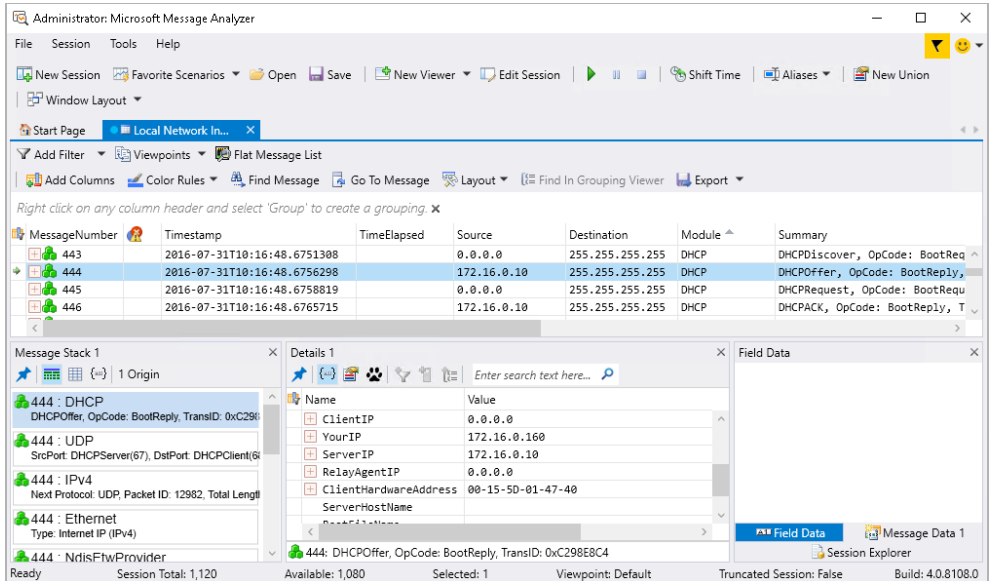 Administrator: Microsoft Message Analyzer
File Session Tools Help
New Session Favorite Scenarios Open Save New Viewer Edit Session Shift Time Aliases New Union
Window Layout
Start Page Local Network In...
Add Filter Viewpoints Flat Message List
Add Columns Color Rules Find Message Go To Message Layout Find In Grouping Viewer Export
Right click on any column header and select 'Group' to create a grouping.
MessageNumber Timestamp TimeElapsed Source Destination Module Summary
443 2016-07-31T10:16:48.6751308 0.0.0.0 255.255.255.255 DHCP DHCPDiscover, OpCode: BootReq
444 2016-07-31T10:16:48.6756298 172.16.0.10 255.255.255.255 DHCP DHCPOffer, OpCode: BootReply,
445 2016-07-31T10:16:48.6758819 0.0.0.0 255.255.255.255 DHCP DHCPRequest, OpCode: BootRequ
446 2016-07-31T10:16:48.6765715 172.16.0.10 255.255.255.255 DHCP DHCPACK, OpCode: BootReply, T
Message Stack 1
1 Origin
444 : DHCP
DHCPOffer, OpCode: BootReply, TransID: 0xC298
444 : UDP
SrcPort: DHCPServer(67), DstPort: DHCPClient(68
444 : IPv4
Next Protocol: UDP, Packet ID: 12982, Total Lengt
444 : Ethernet
Type: Internet IP (IPv4)
444 : NdisEtwProvider
Details 1
Enter search text here...
Name Value
ClientIP 0.0.0.0
YourIP 172.16.0.160
ServerIP 172.16.0.10
RelayAgentIP 0.0.0.0
ClientHardwareAddress 00-15-5D-01-47-40
ServerHostName
BootFileName
444: DHCPOffer, OpCode: BootReply, TransID: 0xC298E8C4
Field Data
Field Data Message Data 1
Session Explorer
Ready Session Total: 1,120 Available: 1,080 Selected: 1 Viewpoint: Default Truncated Session: False Build: 4.0.8108.0